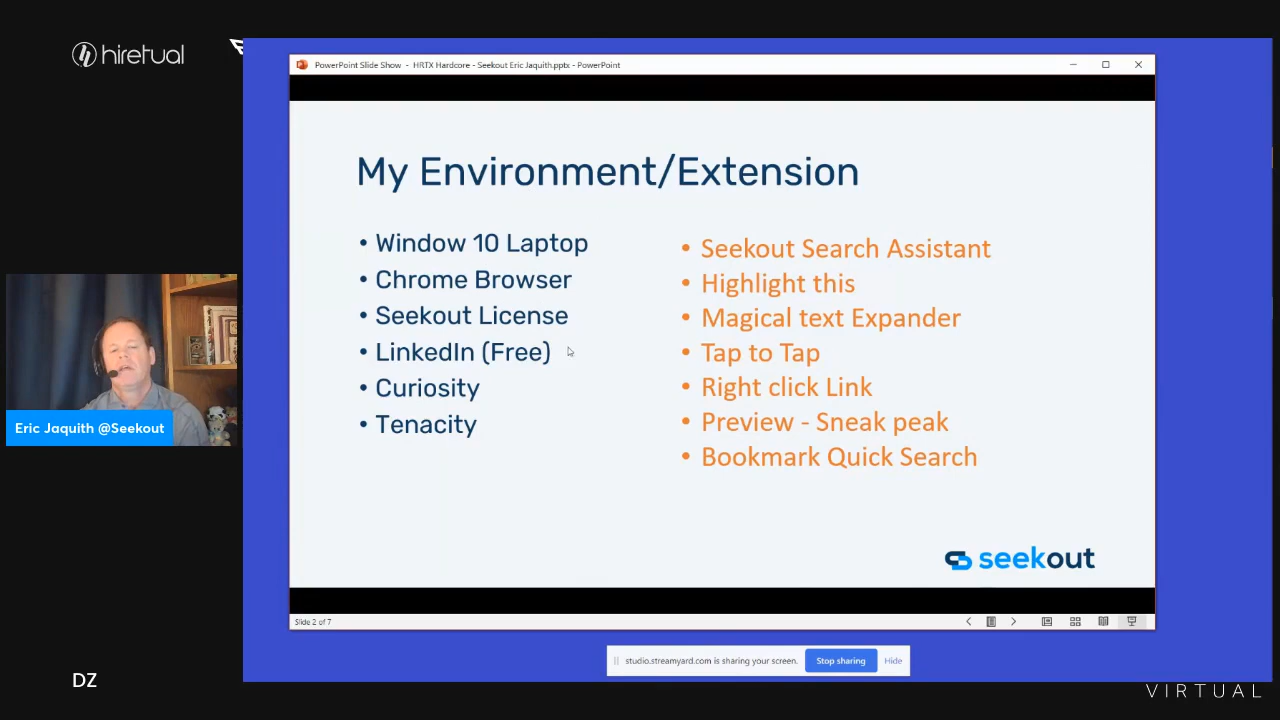 hiretual
PowerPoint Slide Show - HRTX Hardcore - Seekout Eric Jaquith.pptx - PowerPoint
My Environment/Extension
• Window 10 Laptop
• Chrome Browser
• Seekout License
• LinkedIn (Free)
• Curiosity
• Tenacity
• Seekout Search Assistant
• Highlight this
• Magical text Expander
• Tap to Tap
• Right click Link
• Preview - Sneak peak
• Bookmark Quick Search
seekout
Slide 2 of 7
Eric Jaquith @Seekout
studio.streamyard.com is sharing your screen.
Stop sharing
Hide
DZ
VIRTUAL